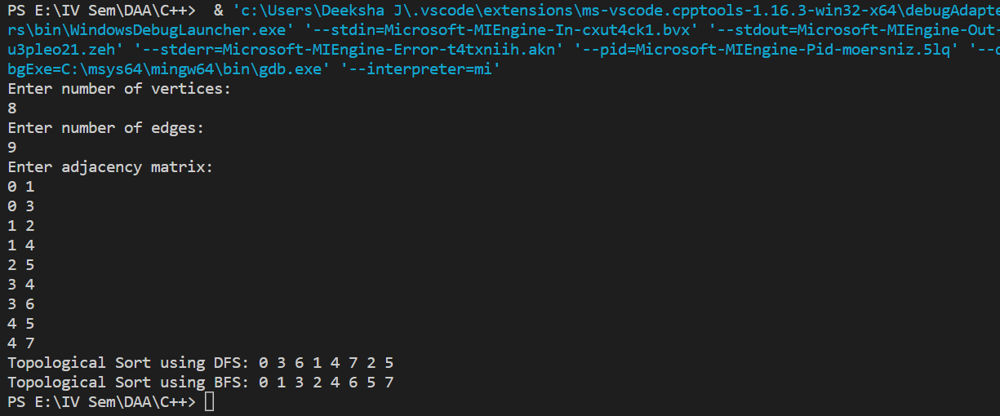 PS E:\IV Sem\DAA\C++>  & 'c:\Users\Deeksha J\.vscode\extensions\ms-vscode.cpptools-1.16.3-win32-x64\debugAdapte
rs\bin\WindowsDebugLauncher.exe' '--stdin=Microsoft-MIEngine-In-cxut4ck1.bvx' '--stdout=Microsoft-MIEngine-Out-
u3pleo21.zeh' '--stderr=Microsoft-MIEngine-Error-t4txniih.akn' '--pid=Microsoft-MIEngine-Pid-moersniz.5lq' '--d
bgExe=C:\msys64\mingw64\bin\gdb.exe' '--interpreter=mi'
Enter number of vertices:
8
Enter number of edges:
9
Enter adjacency matrix:
0 1
0 3
1 2
1 4
2 5
3 4
3 6
4 5
4 7
Topological Sort using DFS: 0 3 6 1 4 7 2 5
Topological Sort using BFS: 0 1 3 2 4 6 5 7
PS E:\IV Sem\DAA\C++>